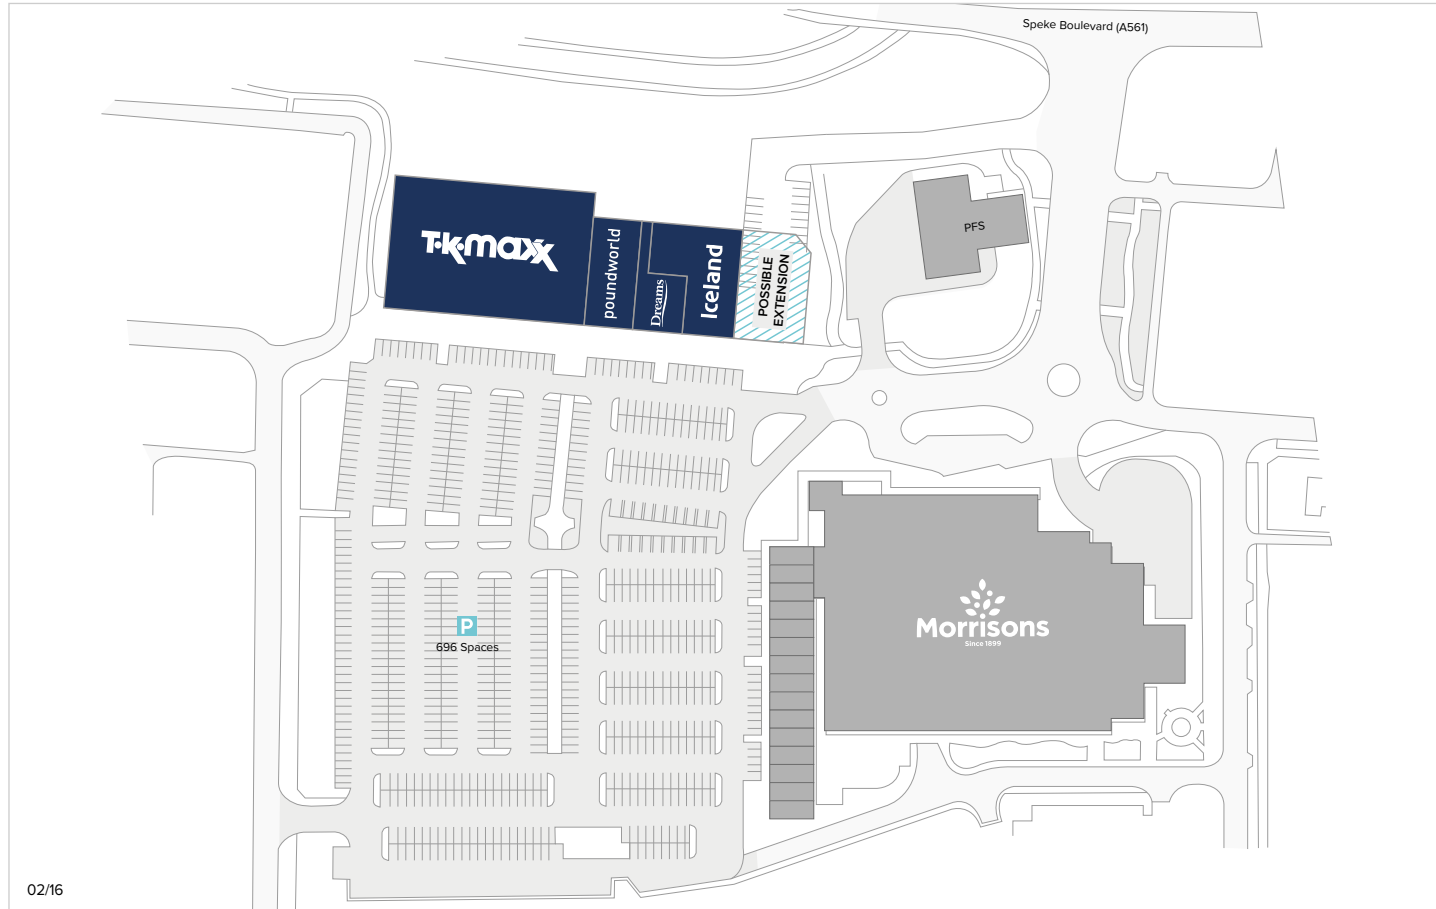 Speke Boulevard (A561)
PFS
T·K·maxx
poundworld
Dreams
Iceland
POSSIBLE
EXTENSION
P
696 Spaces
Morrisons
Since 1899
02/16